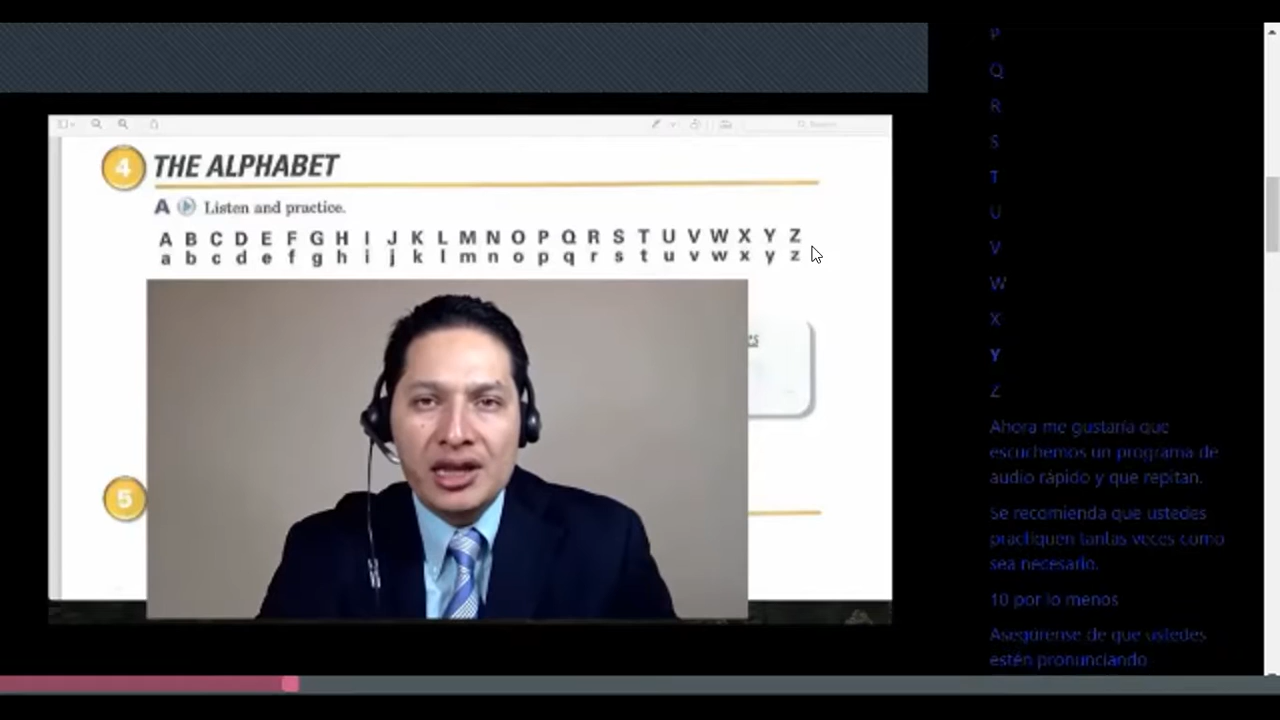 4 THE ALPHABET
A Listen and practice.
A B C D E F G H I J K L M N O P Q R S T U V W X Y Z
a b c d e f g h i j k l m n o p q r s t u v w x y z
5
P
Q
R
S
T
U
V
W
X
Y
Z
Ahora me gustaría que
escuchemos un programa de
audio rápido y que repitan.
Se recomienda que ustedes
practiquen tantas veces como
sea necesario.
10 por lo menos
Asegúrense de que ustedes
estén pronunciando